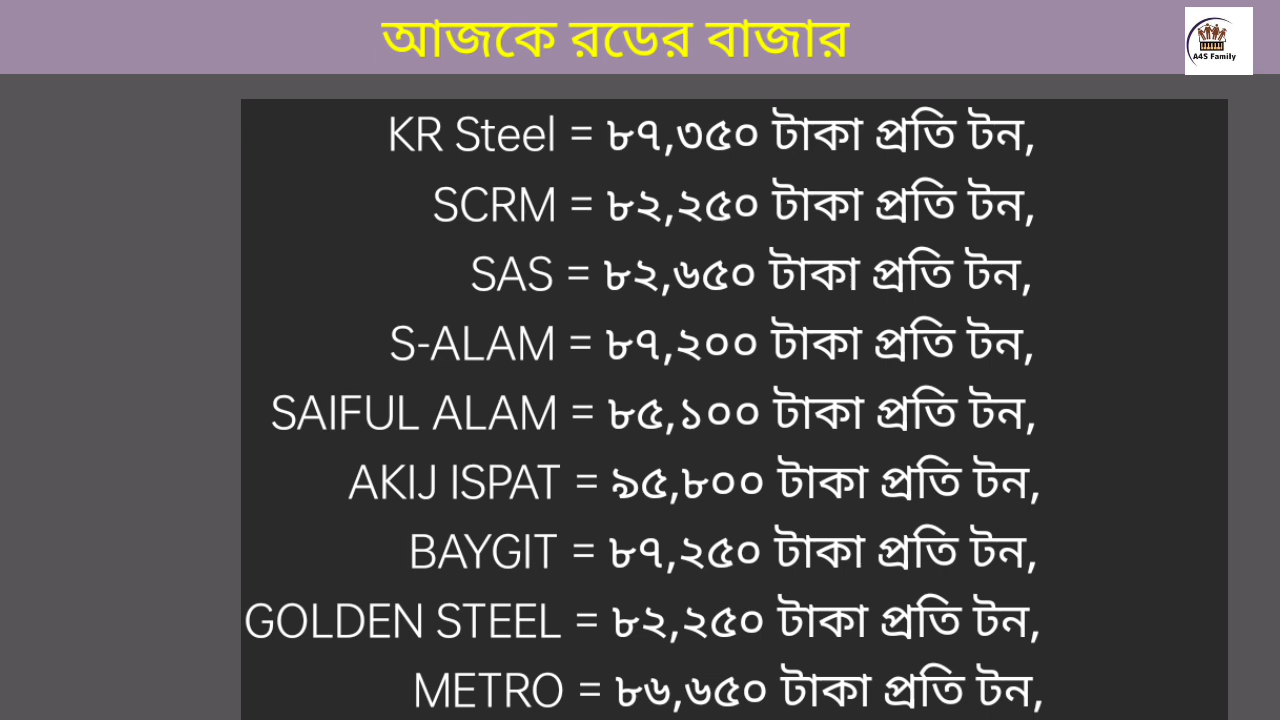 আজকে রডের বাজার
A4S Family
KR Steel = ৮৭,৩৫০ টাকা প্রতি টন,
SCRM = ৮২,২৫০ টাকা প্রতি টন,
SAS = ৮২,৬৫০ টাকা প্রতি টন,
S-ALAM = ৮৭,২০০ টাকা প্রতি টন,
SAIFUL ALAM = ৮৫,১০০ টাকা প্রতি টন,
AKIJ ISPAT = ৯৫,৮০০ টাকা প্রতি টন,
BAYGIT = ৮৭,২৫০ টাকা প্রতি টন,
GOLDEN STEEL = ৮২,২৫০ টাকা প্রতি টন,
METRO = ৮৬,৬৫০ টাকা প্রতি টন,